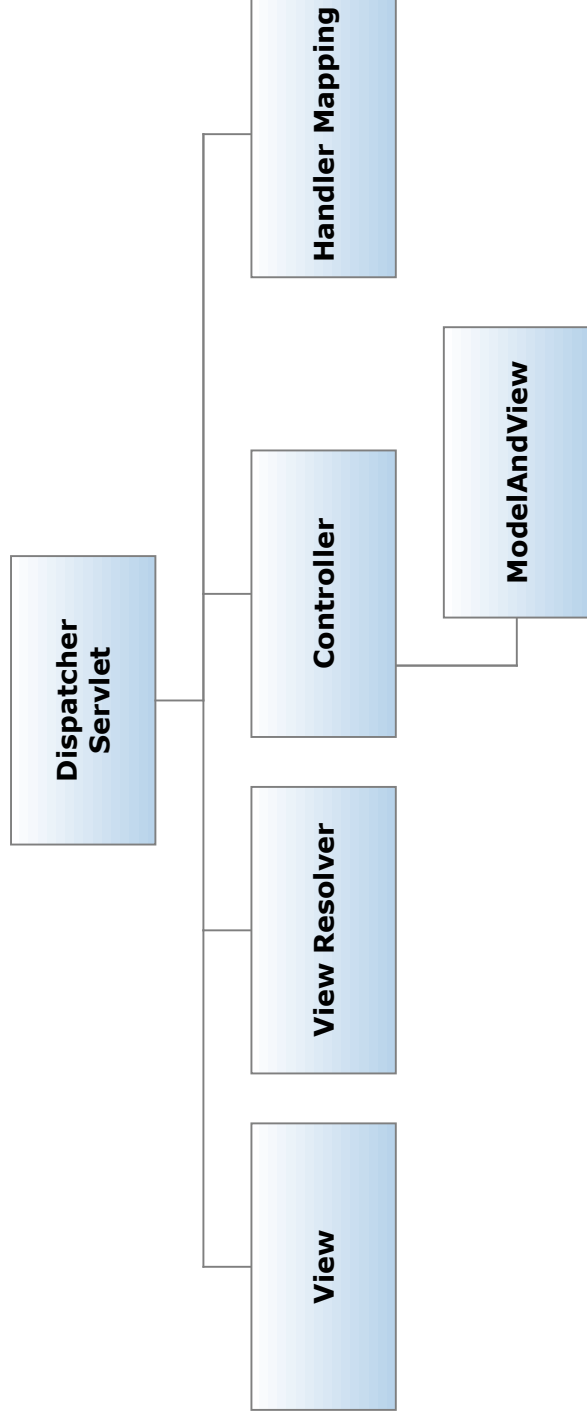 Dispatcher
Servlet
View
View Resolver
Controller
Handler Mapping
ModelAndView